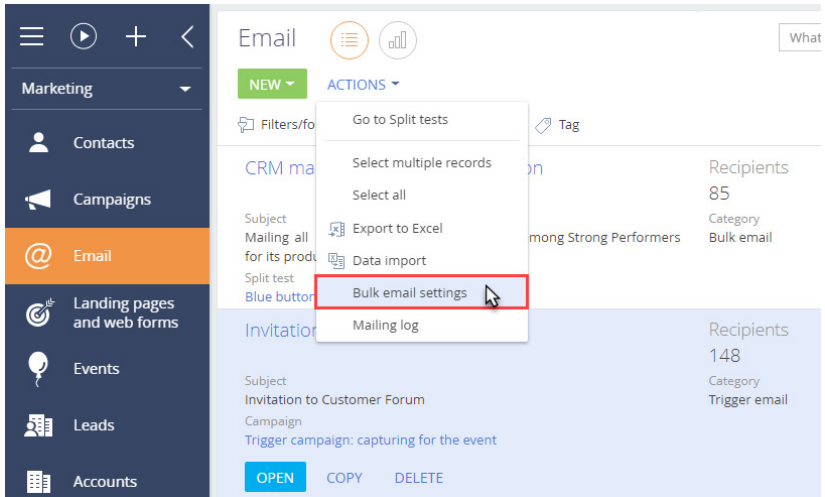 Marketing
Contacts
Campaigns
Email
Landing pages
and web forms
Events
Leads
Accounts
Email
What
NEW
ACTIONS
Filters/fo
Tag
Go to Split tests
Select multiple records
Select all
Export to Excel
Data import
Bulk email settings
Mailing log
CRM ma
on
Recipients
85
Subject
Mailing all
mong Strong Performers
for its produ
Category
Bulk email
Split test
Blue button
Invitation
Recipients
148
Subject
Invitation to Customer Forum
Category
Trigger email
Campaign
Trigger campaign: capturing for the event
OPEN
COPY
DELETE